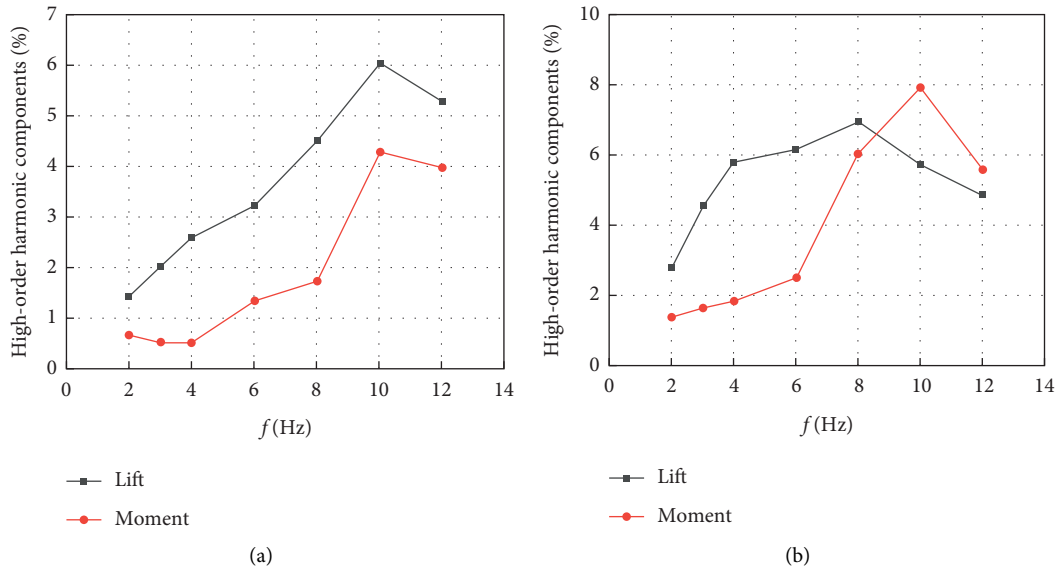 High-order harmonic components (%)
7
6
5
4
3
2
1
0
0 2 4 6 8 10 12 14
f (Hz)
Lift
Moment
(a)
High-order harmonic components (%)
10
8
6
4
2
0
0 2 4 6 8 10 12 14
f (Hz)
Lift
Moment
(b)